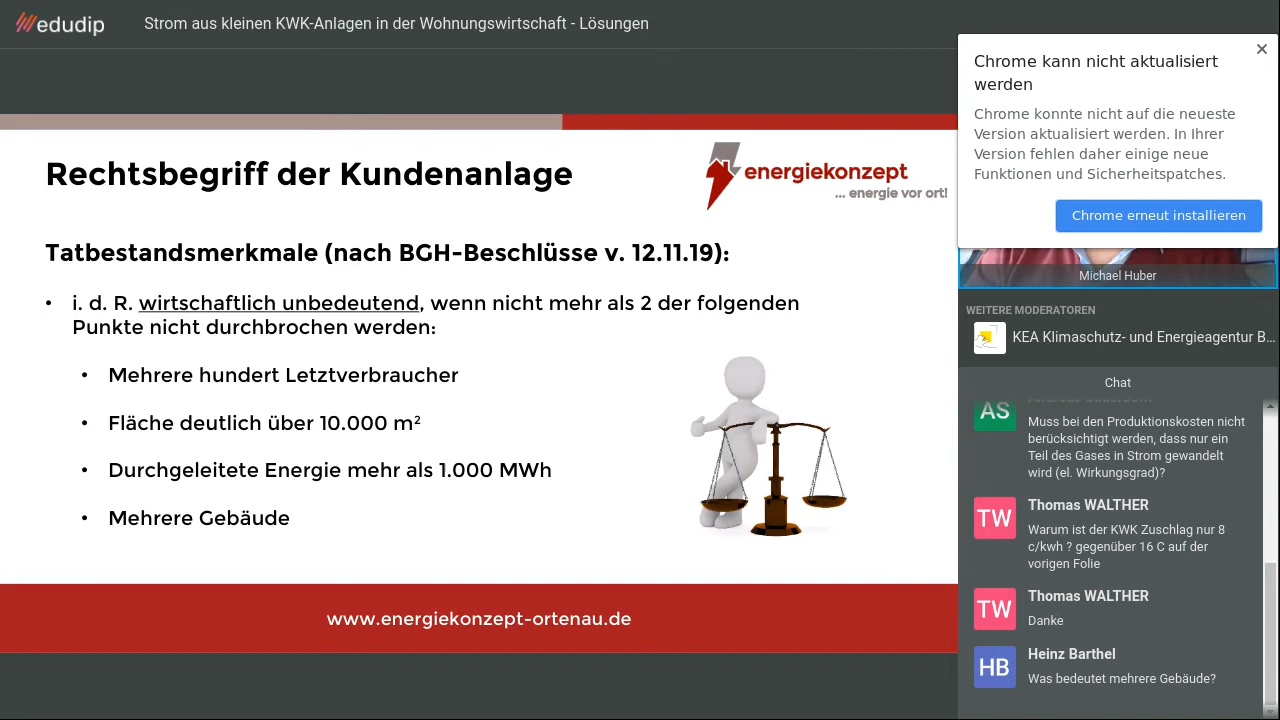 edudip
Strom aus kleinen KWK-Anlagen in der Wohnungswirtschaft - Lösungen
Rechtsbegriff der Kundenanlage
energiekonzept
... energie vor ort!
Tatbestandsmerkmale (nach BGH-Beschlüsse v. 12.11.19):
• i. d. R. wirtschaftlich unbedeutend, wenn nicht mehr als 2 der folgenden
Punkte nicht durchbrochen werden:
• Mehrere hundert Letztverbraucher
• Fläche deutlich über 10.000 m²
• Durchgeleitete Energie mehr als 1.000 MWh
• Mehrere Gebäude
www.energiekonzept-ortenau.de
Chrome kann nicht aktualisiert
werden
Chrome konnte nicht auf die neueste
Version aktualisiert werden. In Ihrer
Version fehlen daher einige neue
Funktionen und Sicherheitspatches.
Chrome erneut installieren
Michael Huber
WEITERE MODERATOREN
KEA Klimaschutz- und Energieagentur B...
Chat
AS
Muss bei den Produktionskosten nicht
berücksichtigt werden, dass nur ein
Teil des Gases in Strom gewandelt
wird (el. Wirkungsgrad)?
TW
Thomas WALTHER
Warum ist der KWK Zuschlag nur 8
c/kwh ? gegenüber 16 C auf der
vorigen Folie
TW
Thomas WALTHER
Danke
HB
Heinz Barthel
Was bedeutet mehrere Gebäude?